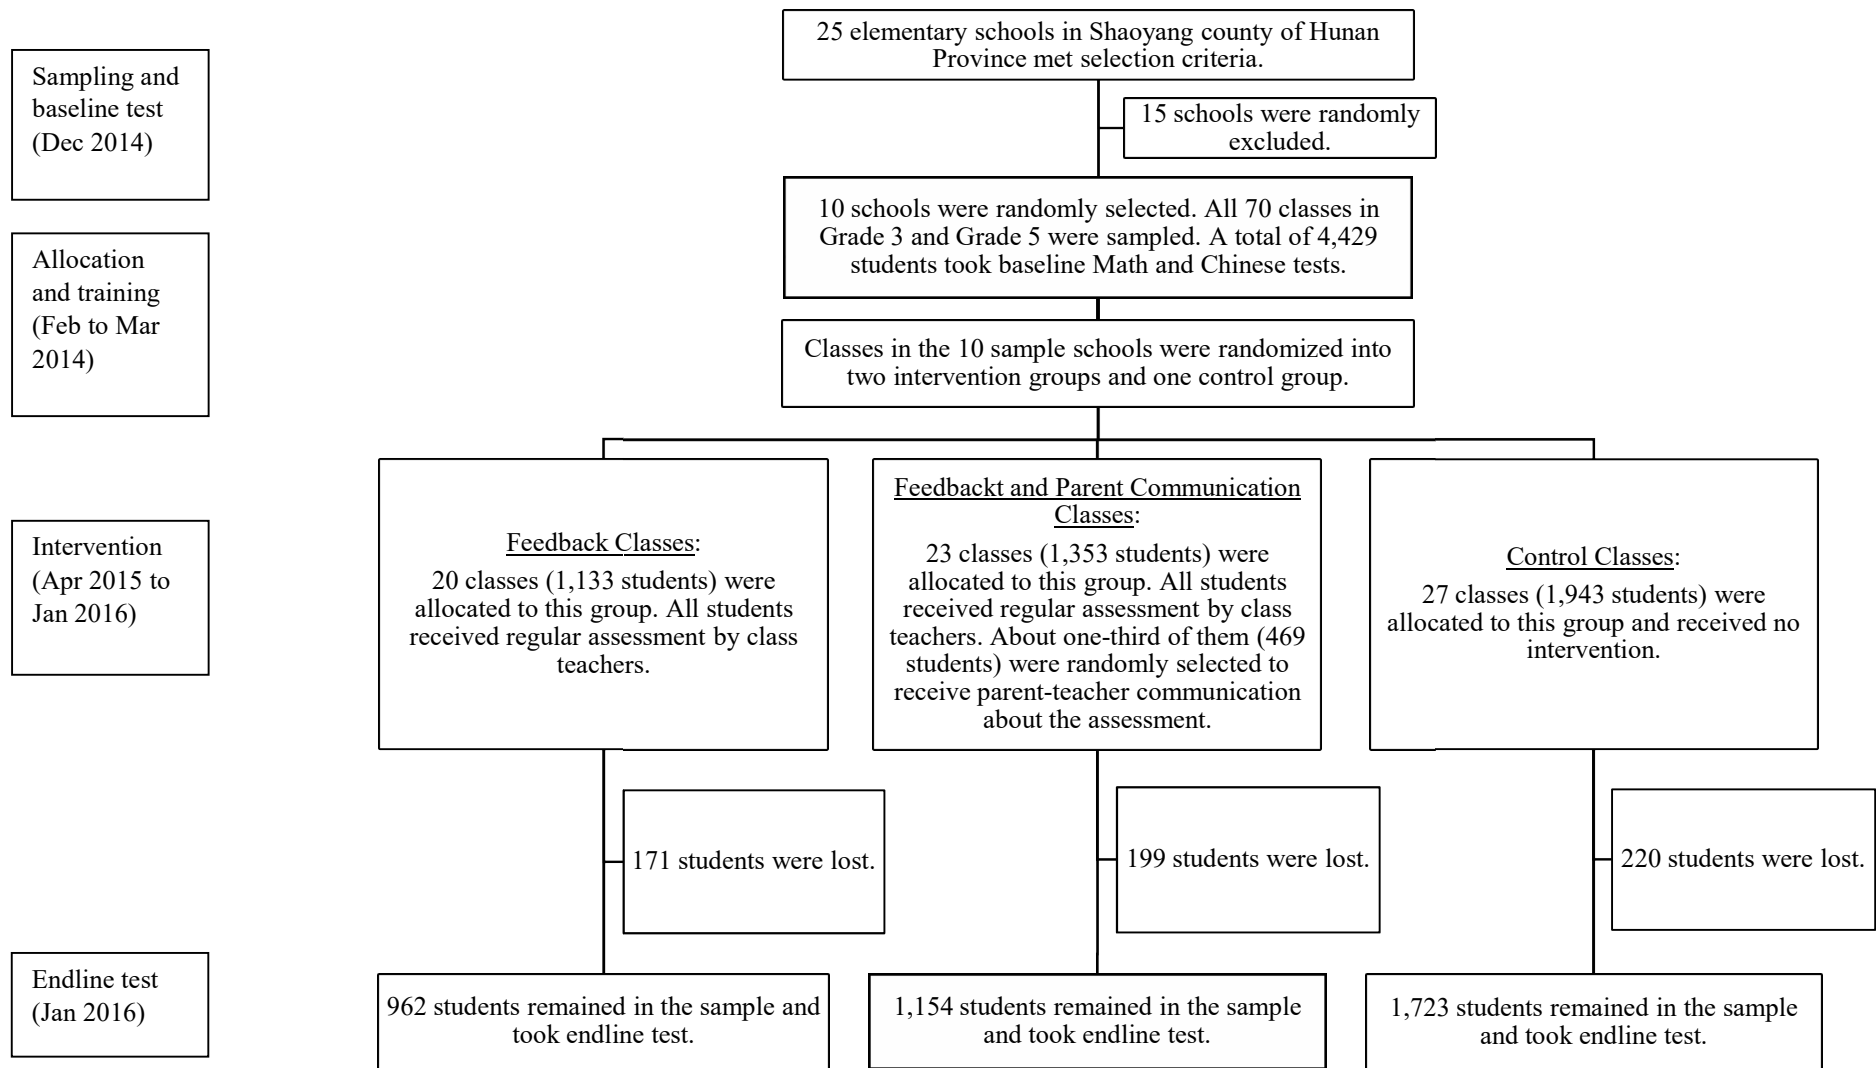 25 elementary schools in Shaoyang county of Hunan
Province met selection criteria.
Sampling and
baseline test
(Dec 2014)
15 schools were randomly
excluded.
10 schools were randomly selected. All 70 classes in
Grade 3 and Grade 5 were sampled. A total of 4,429
students took baseline Math and Chinese tests.
Allocation
and training
(Feb to Mar
2014)
Classes in the 10 sample schools were randomized into
two intervention groups and one control group.
Intervention
(Apr 2015 to
Jan 2016)
Feedback Classes:
20 classes (1,133 students) were
allocated to this group. All students
received regular assessment by class
teachers.
Feedbackt and Parent Communication
Classes:
23 classes (1,353 students) were
allocated to this group. All students
received regular assessment by class
teachers. About one-third of them (469
students) were randomly selected to
receive parent-teacher communication
about the assessment.
Control Classes:
27 classes (1,943 students) were
allocated to this group and received no
intervention.
171 students were lost.
199 students were lost.
220 students were lost.
Endline test
(Jan 2016)
962 students remained in the sample and
took endline test.
1,154 students remained in the sample
and took endline test.
1,723 students remained in the sample
and took endline test.